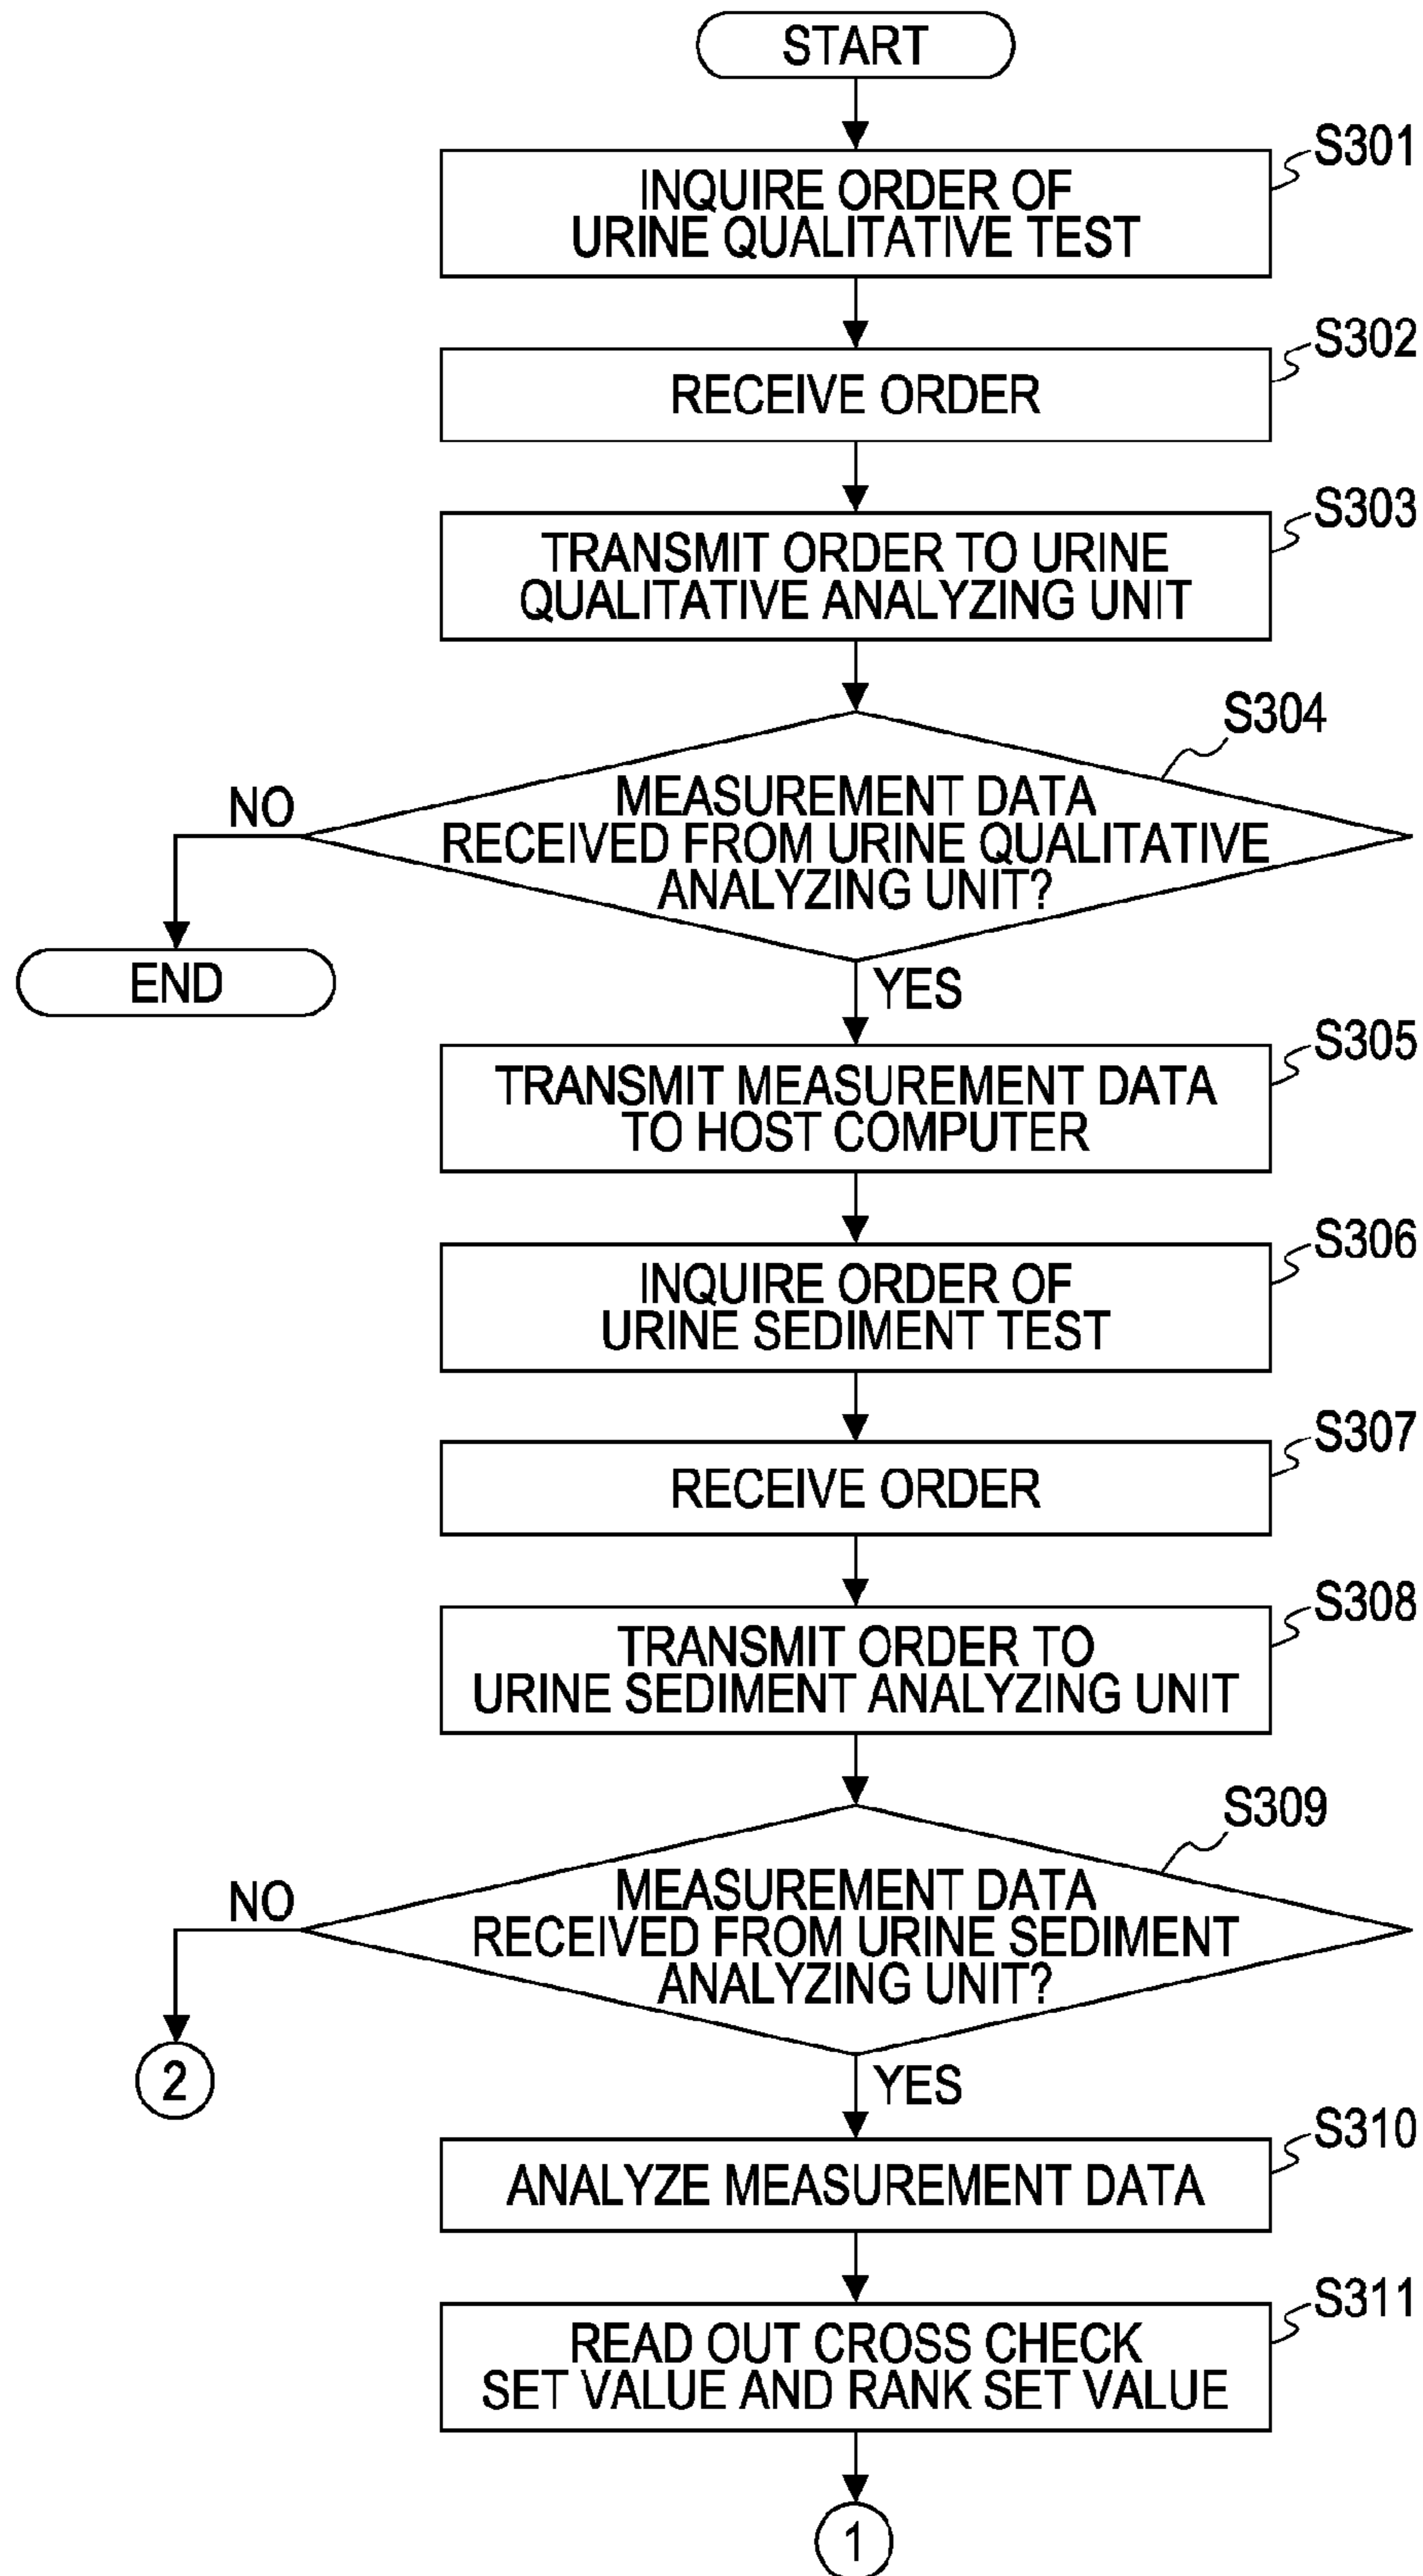 START
S301
INQUIRE ORDER OF
URINE QUALITATIVE TEST
S302
RECEIVE ORDER
S303
TRANSMIT ORDER TO URINE
QUALITATIVE ANALYZING UNIT
S304
MEASUREMENT DATA
RECEIVED FROM URINE QUALITATIVE
ANALYZING UNIT?
NO
END
YES
S305
TRANSMIT MEASUREMENT DATA
TO HOST COMPUTER
S306
INQUIRE ORDER OF
URINE SEDIMENT TEST
S307
RECEIVE ORDER
S308
TRANSMIT ORDER TO
URINE SEDIMENT ANALYZING UNIT
S309
MEASUREMENT DATA
RECEIVED FROM URINE SEDIMENT
ANALYZING UNIT?
NO
2
YES
S310
ANALYZE MEASUREMENT DATA
S311
READ OUT CROSS CHECK
SET VALUE AND RANK SET VALUE
1